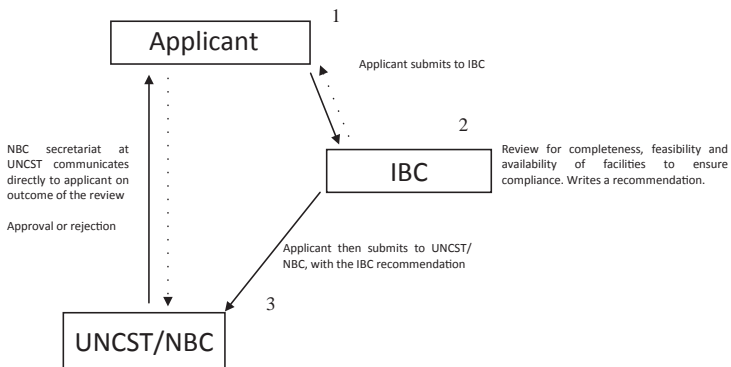 1
Applicant
Applicant submits to IBC
2
IBC
Review for completeness, feasibility and
availability of facilities to ensure
compliance. Writes a recommendation.
NBC secretariat at
UNCST communicates
directly to applicant on
outcome of the review
Approval or rejection
Applicant then submits to UNCST/
NBC, with the IBC recommendation
3
UNCST/NBC